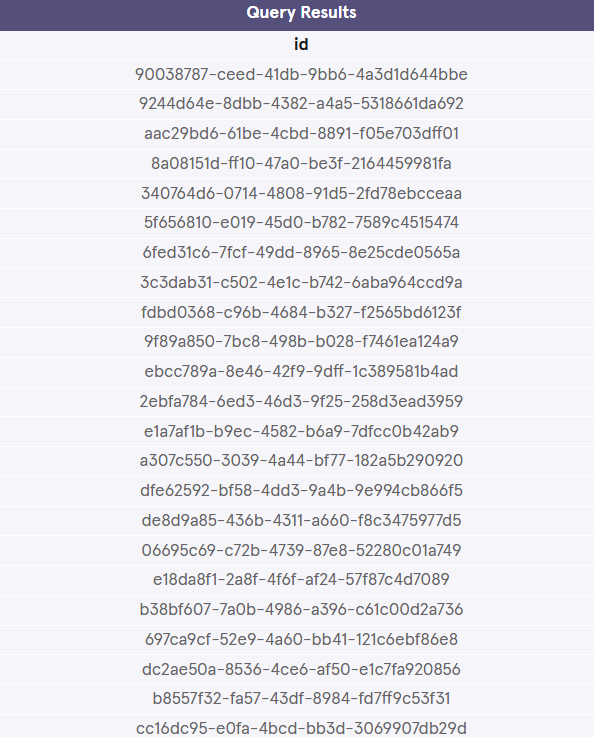 Query Results
id
90038787-ceed-41db-9bb6-4a3d1d644bbe
9244d64e-8dbb-4382-a4a5-5318661da692
aac29bd6-61be-4cbd-8891-f05e703dff01
8a08151d-ff10-47a0-be3f-2164459981fa
340764d6-0714-4808-91d5-2fd78ebcceaa
5f656810-e019-45d0-b782-7589c4515474
6fed31c6-7fcf-49dd-8965-8e25cde0565a
3c3dab31-c502-4e1c-b742-6aba964ccd9a
fdbd0368-c96b-4684-b327-f2565bd6123f
9f89a850-7bc8-498b-b028-f7461ea124a9
ebcc789a-8e46-42f9-9dff-1c389581b4ad
2ebfa784-6ed3-46d3-9f25-258d3ead3959
e1a7af1b-b9ec-4582-b6a9-7dfcc0b42ab9
a307c550-3039-4a44-bf77-182a5b290920
dfe62592-bf58-4dd3-9a4b-9e994cb866f5
de8d9a85-436b-4311-a660-f8c3475977d5
06695c69-c72b-4739-87e8-52280c01a749
e18da8f1-2a8f-4f6f-af24-57f87c4d7089
b38bf607-7a0b-4986-a396-c61c00d2a736
697ca9cf-52e9-4a60-bb41-121c6ebf86e8
dc2ae50a-8536-4ce6-af50-e1c7fa920856
b8557f32-fa57-43df-8984-fd7ff9c53f31
cc16dc95-e0fa-4bcd-bb3d-3069907db29d